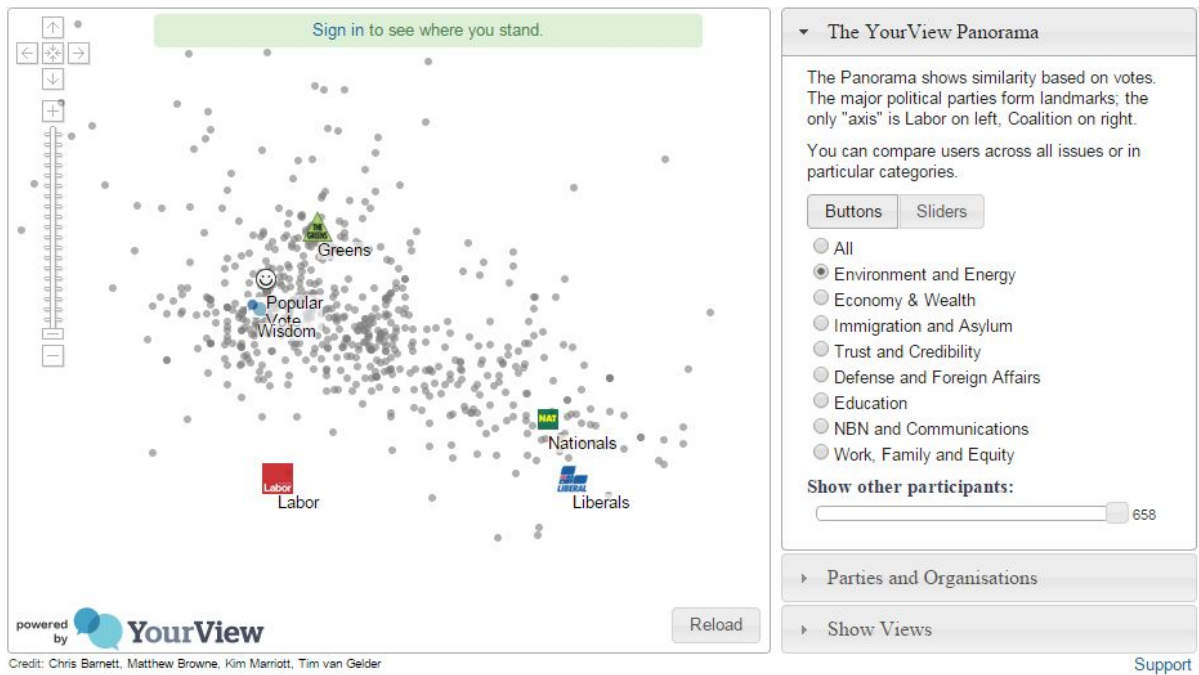 Sign in to see where you stand.
THE GREENS
Greens
Popular
Vote
Wisdom
NAT
Nationals
Labor
Labor
LIBERAL
Liberals
powered
by
YourView
Reload
Credit: Chris Barnett, Matthew Browne, Kim Marriott, Tim van Gelder
The YourView Panorama
The Panorama shows similarity based on votes.
The major political parties form landmarks; the
only "axis" is Labor on left, Coalition on right.
You can compare users across all issues or in
particular categories.
Buttons Sliders
All
Environment and Energy
Economy & Wealth
Immigration and Asylum
Trust and Credibility
Defense and Foreign Affairs
Education
NBN and Communications
Work, Family and Equity
Show other participants:
658
Parties and Organisations
Show Views
Support